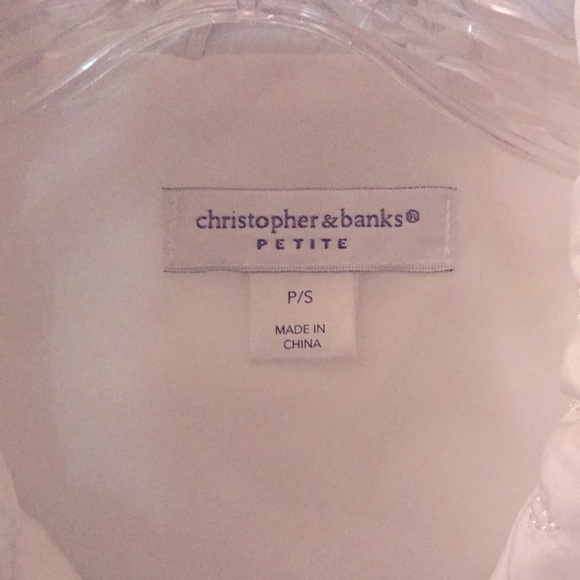 christopher&banks®
PETITE
P/S
MADE IN
CHINA